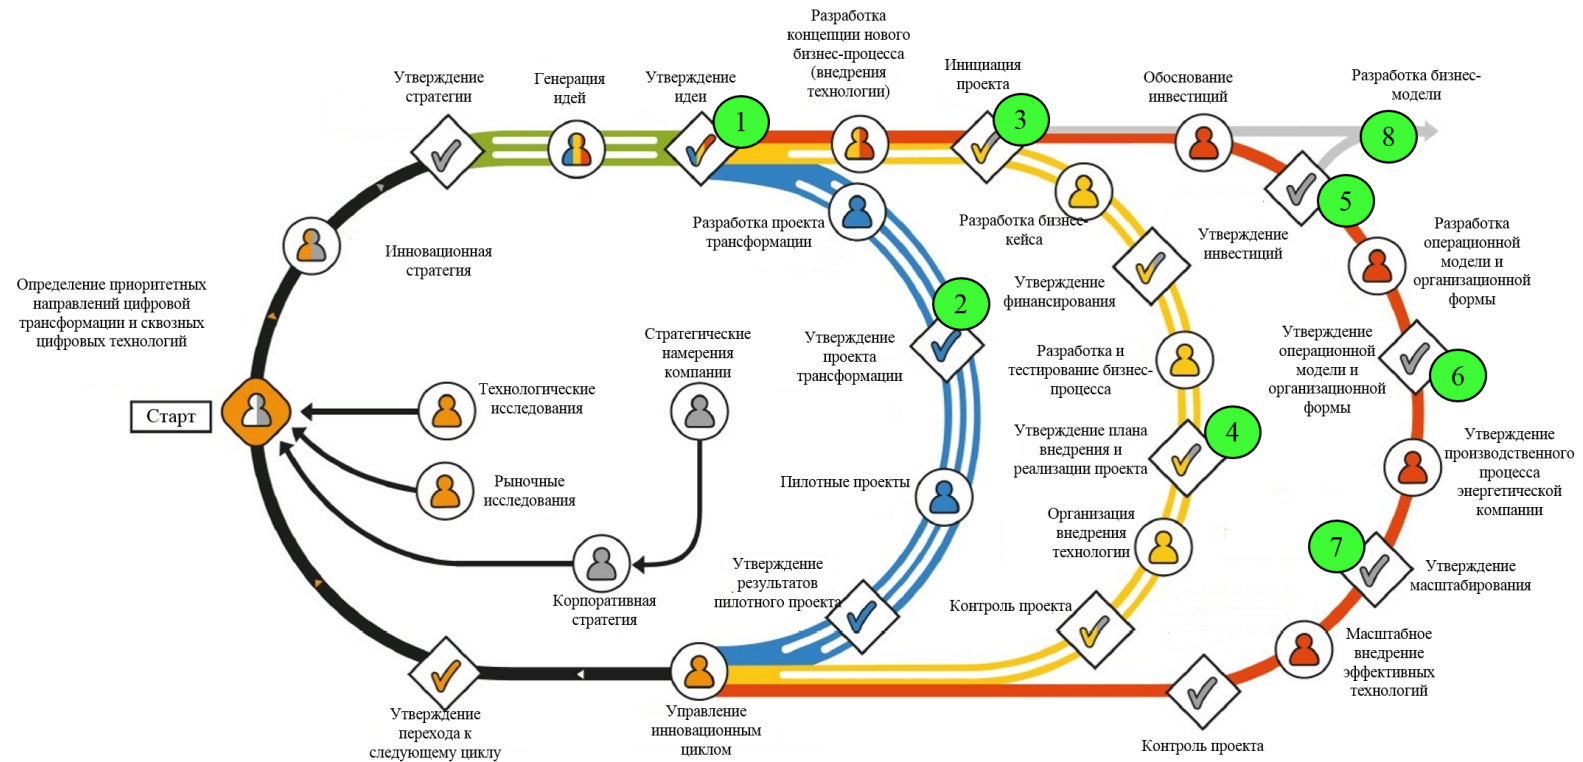 Разработка
концепции нового
бизнес-процесса
(внедрения
технологии)
Утверждение
стратегии
Генерация
идей
Утверждение
идеи
1
Инициация
проекта
3
Обоснование
инвестиций
Разработка бизнес-
модели
8
Инновационная
стратегия
Разработка проекта
трансформации
Разработка бизнес-
кейса
Утверждение
инвестиций
5
Разработка
операционной
модели и
организационной
формы
Определение приоритетных
направлений цифровой
трансформации и сквозных
цифровых технологий
2
Утверждение
финансирования
Стратегические
намерения
компании
Утверждение
проекта
трансформации
Разработка и
тестирование бизнес-
процесса
Утверждение
операционной
модели и
организационной
формы
6
Старт
Технологические
исследования
Рыночные
исследования
Пилотные проекты
Утверждение плана
внедрения и
реализации проекта
4
Утверждение
производственного
процесса
энергетической
компании
Организация
внедрения
технологии
7
Утверждение
масштабирования
Корпоративная
стратегия
Утверждение
результатов
пилотного проекта
Контроль проекта
Масштабное
внедрение
эффективных
технологий
Утверждение
перехода к
следующему циклу
Управление
инновационным
циклом
Контроль проекта